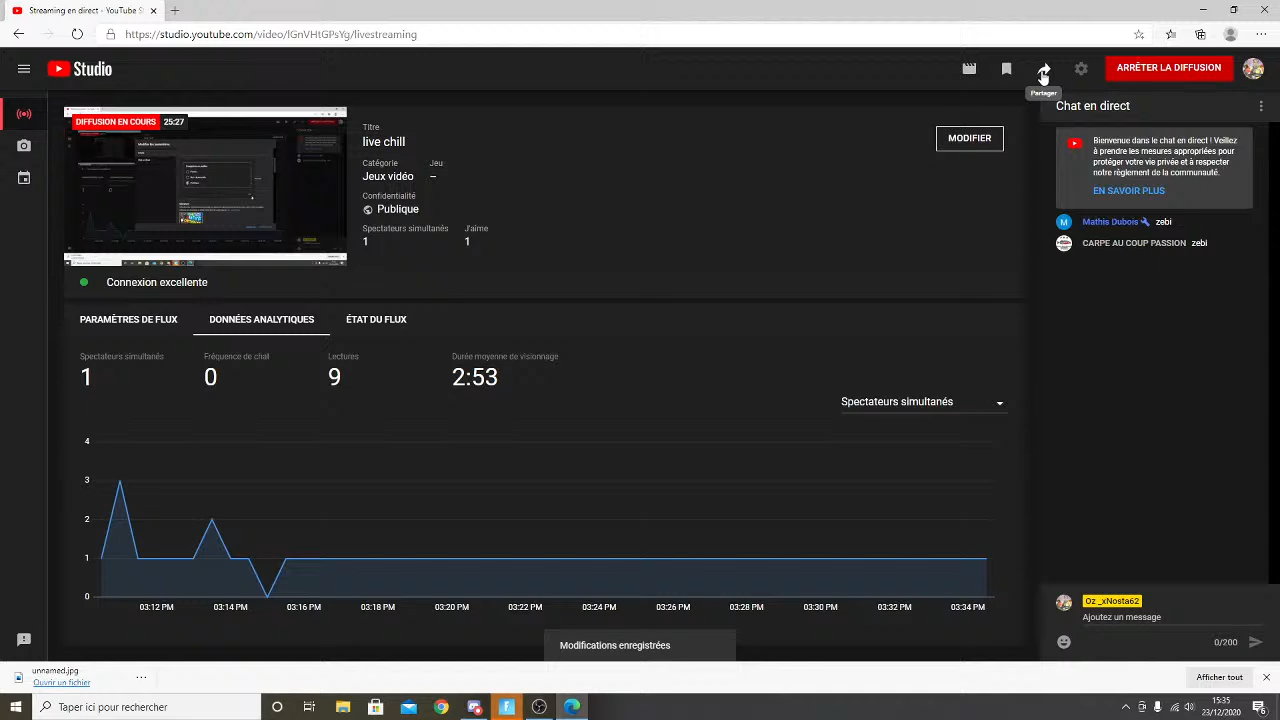 Streaming en direct - YouTube St
https://studio.youtube.com/video/lGnVHtGPsYg/livestreaming
Studio
ARRÊTER LA DIFFUSION
Partager
DIFFUSION EN COURS 25:27
Titre
live chill
MODIFIER
Catégorie Jeu
Jeux vidéo –
Confidentialité
Publique
Spectateurs simultanés J'aime
1 1
Connexion excellente
PARAMÈTRES DE FLUX DONNÉES ANALYTIQUES ÉTAT DU FLUX
Spectateurs simultanés Fréquence de chat Lectures Durée moyenne de visionnage
1 0 9 2:53
Spectateurs simultanés
4
3
2
1
0
03:12 PM 03:14 PM 03:16 PM 03:18 PM 03:20 PM 03:22 PM 03:24 PM 03:26 PM 03:28 PM 03:30 PM 03:32 PM 03:34 PM
Modifications enregistrées
Chat en direct
Bienvenue dans le chat en direct ! Veillez
à prendre les mesures appropriées pour
protéger votre vie privée et à respecter
notre règlement de la communauté.
EN SAVOIR PLUS
M Mathis Dubois zebi
CARPE AU COUP PASSION zebi
Oz _xNosta62
Ajoutez un message
0/200
unnamed.jpg
Ouvrir un fichier
Afficher tout
Taper ici pour rechercher
15:35
23/12/2020